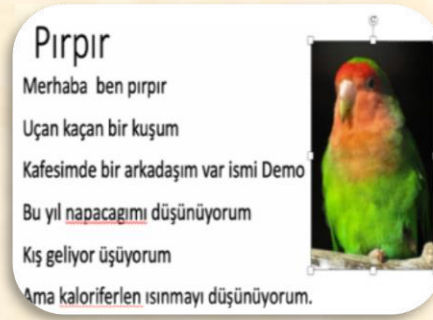 Pırpır
Merhaba ben pırpır
Uçan kaçan bir kuşum
Kafesimde bir arkadaşım var ismi Demo
Bu yıl napacagımı düşünüyorum
Kış geliyor üşüyorum
Ama kaloriferlen ısınmayı düşünüyorum.